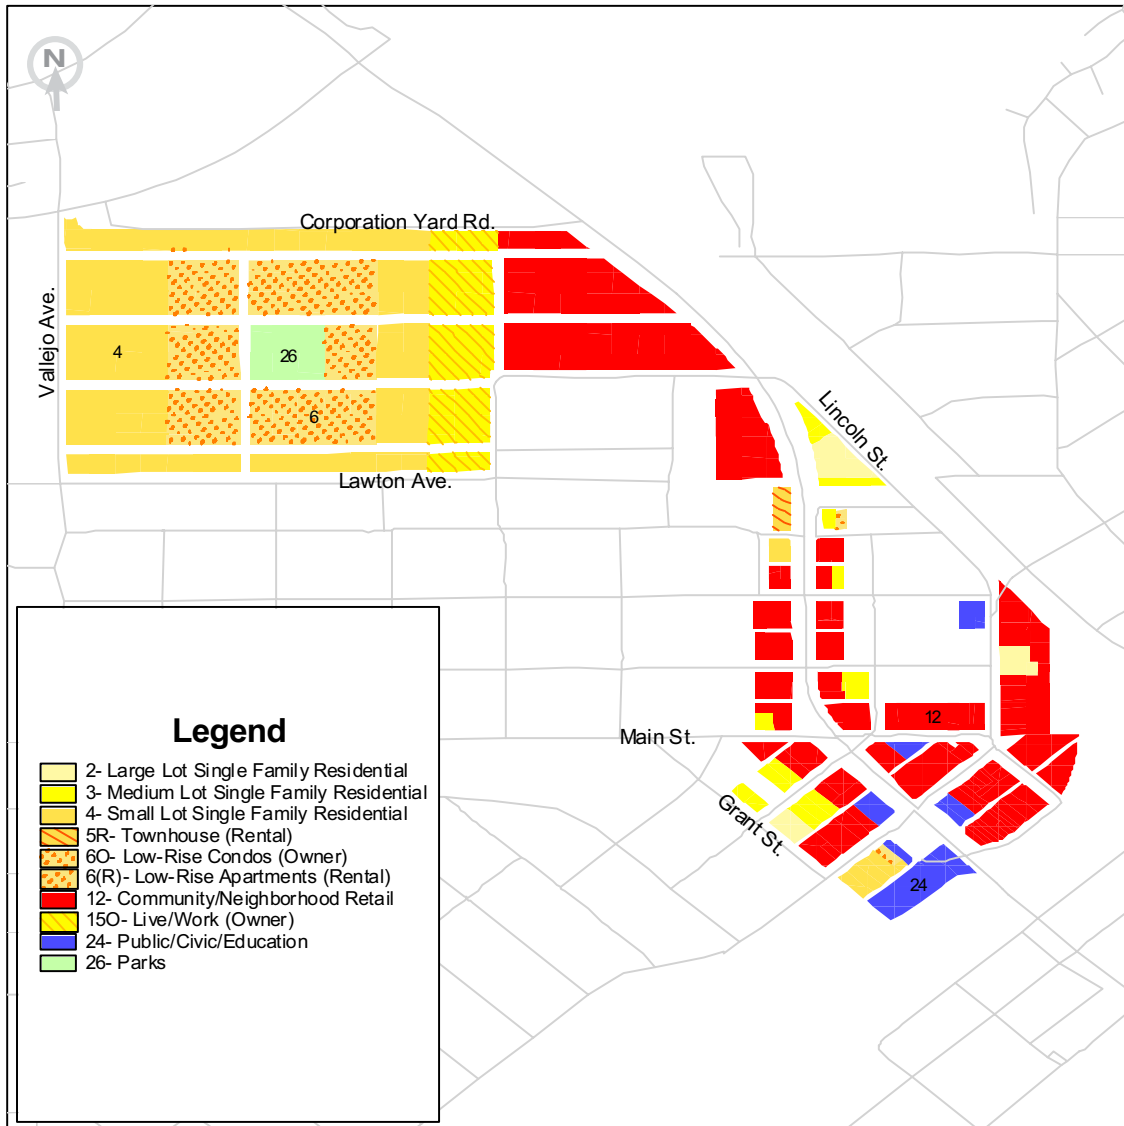 N
Corporation Yard Rd.
Vallejo Ave.
4
26
6
Lincoln St.
Lawton Ave.
12
Main St.
Grant St.
24
Legend
2- Large Lot Single Family Residential
3- Medium Lot Single Family Residential
4- Small Lot Single Family Residential
5R- Townhouse (Rental)
6O- Low-Rise Condos (Owner)
6(R)- Low-Rise Apartments (Rental)
12- Community/Neighborhood Retail
15O- Live/Work (Owner)
24- Public/Civic/Education
26- Parks